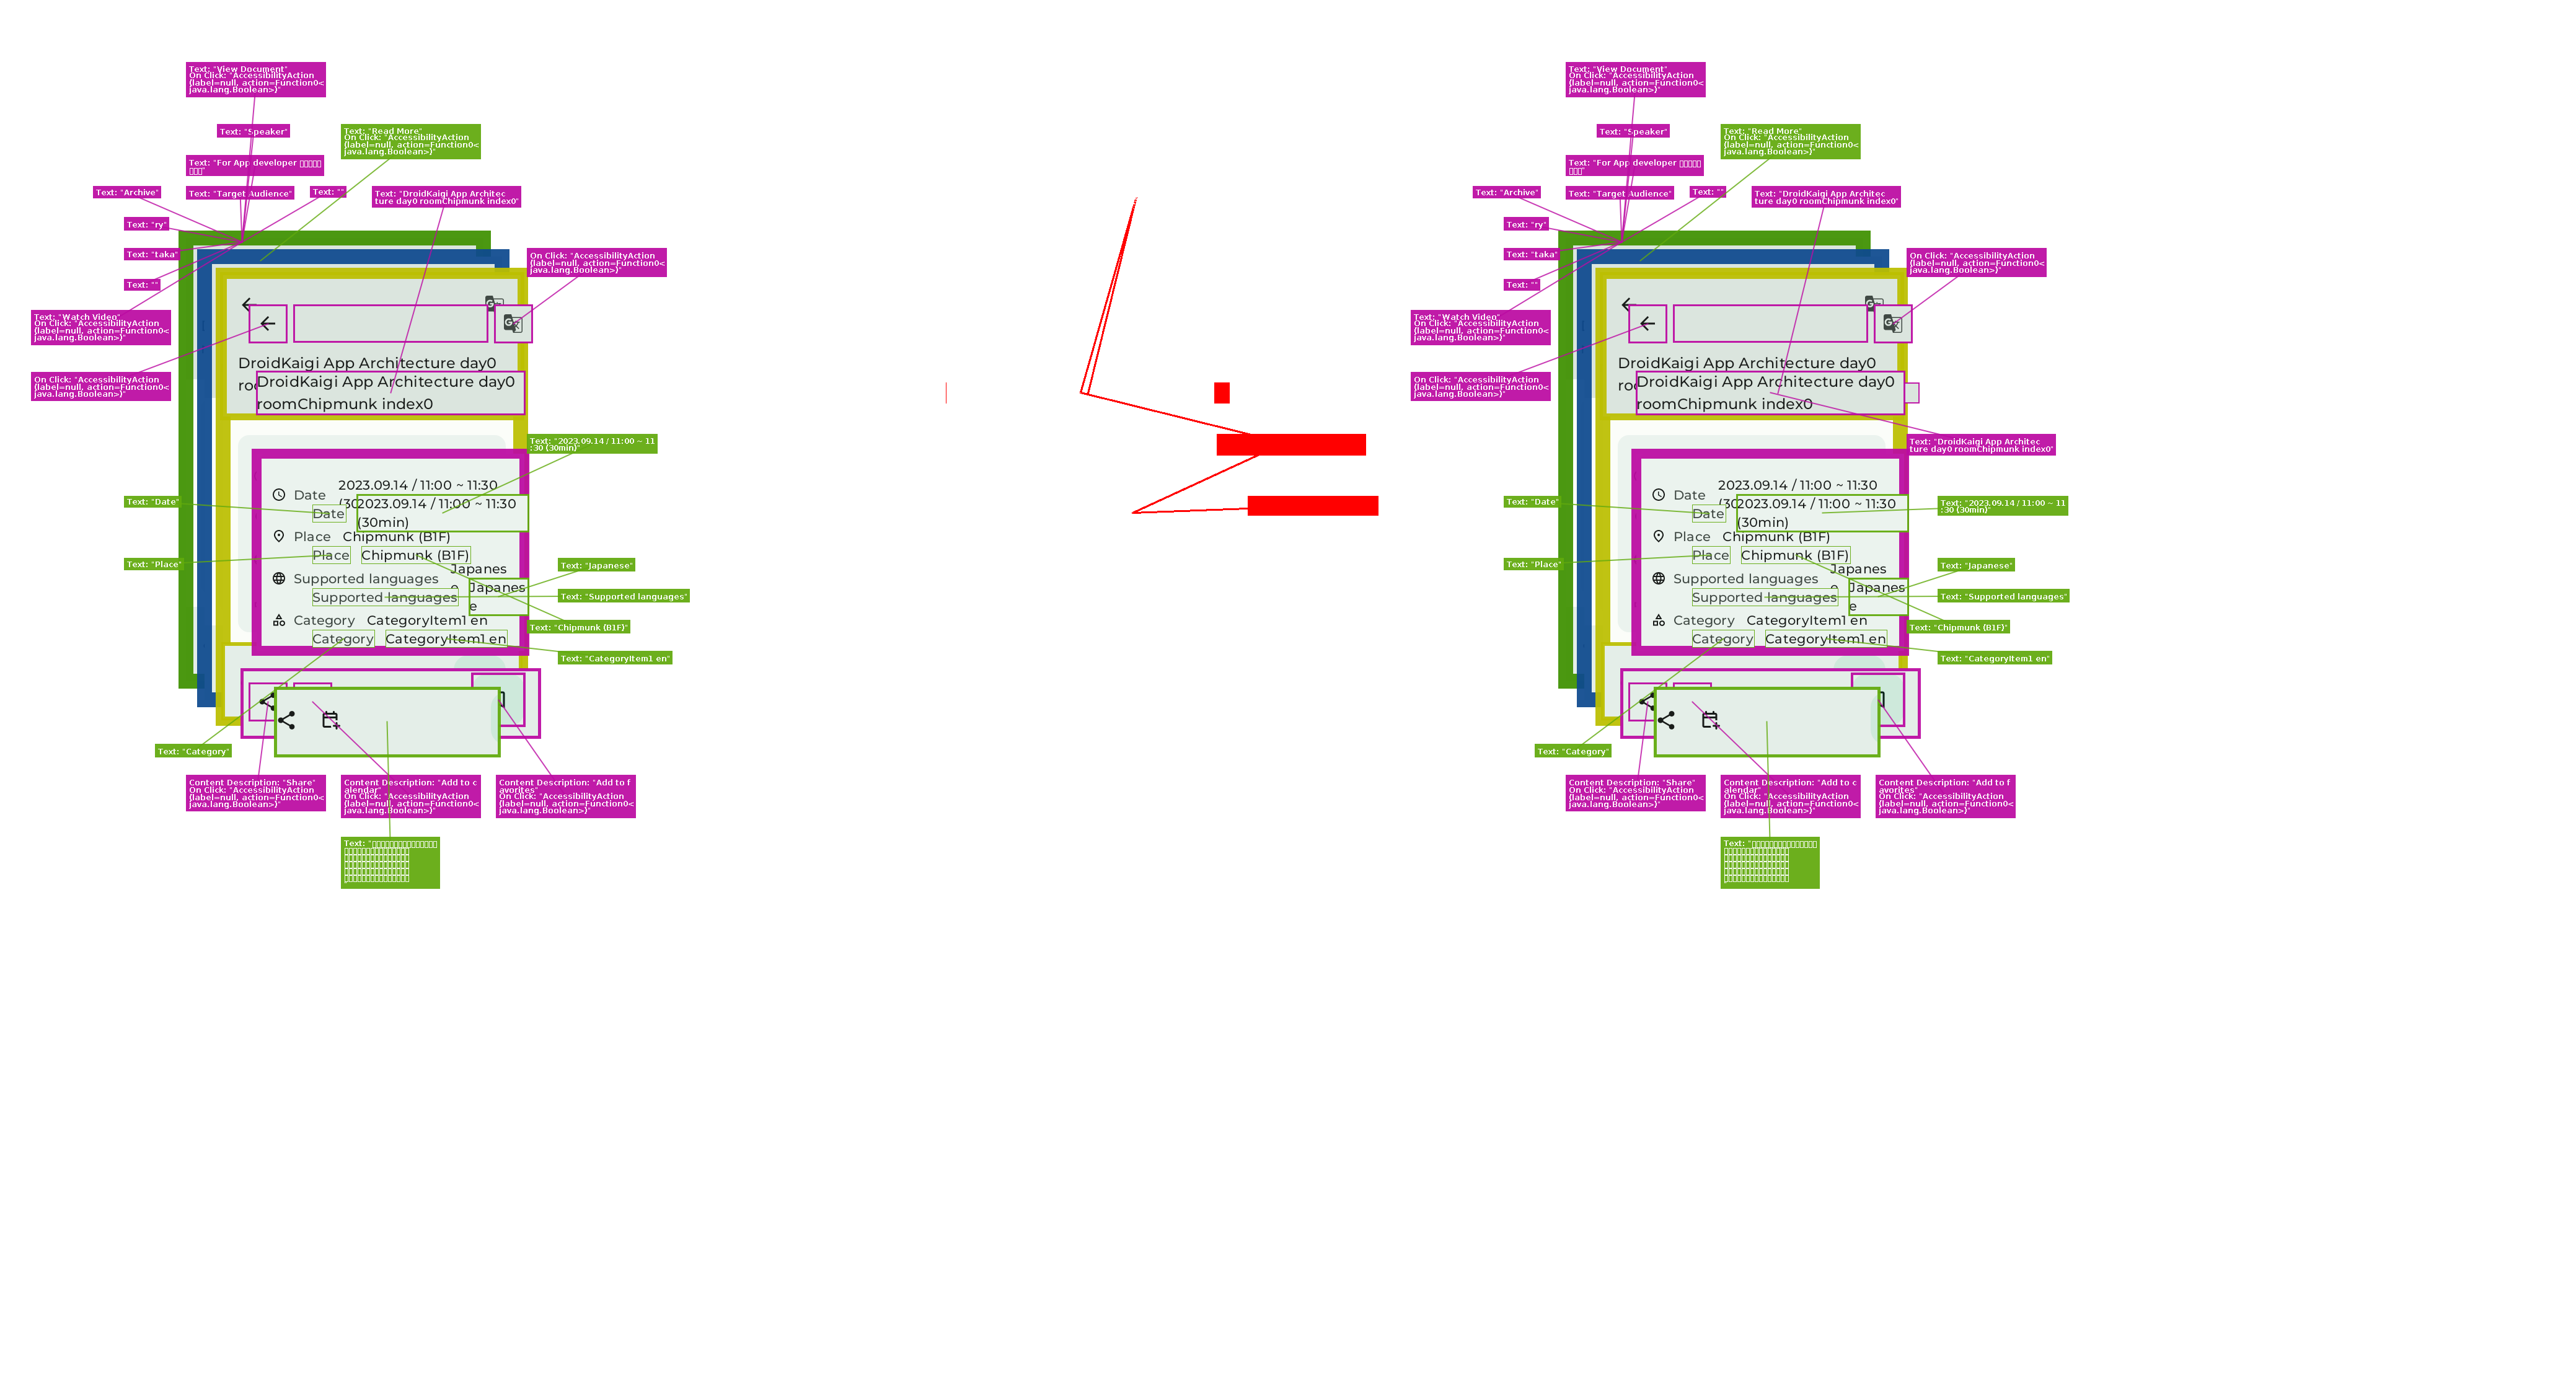 Text: "View Document"
On Click: "AccessibilityAction
{label=null, action=Function0<
java.lang.Boolean>}"
Text: "Speaker"
Text: "Read More"
On Click: "AccessibilityAction
{label=null, action=Function0<
java.lang.Boolean>}"
Text: "For App developer
Text: "Archive"
Text: "Target Audience"
Text: ""
Text: "DroidKaigi App Architec
ture day0 roomChipmunk index0"
Text: "ry"
Text: "taka"
On Click: "AccessibilityAction
{label=null, action=Function0<
java.lang.Boolean>}"
Text: ""
Text: "Watch Video"
On Click: "AccessibilityAction
{label=null, action=Function0<
java.lang.Boolean>}"
On Click: "AccessibilityAction
{label=null, action=Function0<
java.lang.Boolean>}"
DroidKaigi App Architecture day0
DroidKaigi App Architecture day0
roomChipmunk index0
Text: "2023.09.14 / 11:00 ~ 11
:30 (30min)"
Text: "Date"
Date 2023.09.14 / 11:00 ~ 11:30
Date 2023.09.14 / 11:00 ~ 11:30
(30min)
Text: "Place"
Place Chipmunk (B1F)
Place Chipmunk (B1F)
Text: "Japanese"
Japanes
Supported languages
Supported languages Japanes
e
Text: "Supported languages"
Text: "Chipmunk (B1F)"
Category CategoryItem1 en
Category CategoryItem1 en
Text: "CategoryItem1 en"
Text: "Category"
Content Description: "Share"
On Click: "AccessibilityAction
{label=null, action=Function0<
java.lang.Boolean>}"
Content Description: "Add to c
alendar"
On Click: "AccessibilityAction
{label=null, action=Function0<
java.lang.Boolean>}"
Content Description: "Add to f
avorites"
On Click: "AccessibilityAction
{label=null, action=Function0<
java.lang.Boolean>}"
Text: "
Text: "View Document"
On Click: "AccessibilityAction
{label=null, action=Function0<
java.lang.Boolean>}"
Text: "Speaker"
Text: "Read More"
On Click: "AccessibilityAction
{label=null, action=Function0<
java.lang.Boolean>}"
Text: "For App developer
Text: "Archive"
Text: "Target Audience"
Text: ""
Text: "DroidKaigi App Architec
ture day0 roomChipmunk index0"
Text: "ry"
Text: "taka"
On Click: "AccessibilityAction
{label=null, action=Function0<
java.lang.Boolean>}"
Text: ""
Text: "Watch Video"
On Click: "AccessibilityAction
{label=null, action=Function0<
java.lang.Boolean>}"
On Click: "AccessibilityAction
{label=null, action=Function0<
java.lang.Boolean>}"
DroidKaigi App Architecture day0
DroidKaigi App Architecture day0
roomChipmunk index0
Text: "DroidKaigi App Architec
ture day0 roomChipmunk index0"
Text: "Date"
Date 2023.09.14 / 11:00 ~ 11:30
Date 2023.09.14 / 11:00 ~ 11:30
(30min)
Text: "2023.09.14 / 11:00 ~ 11
:30 (30min)"
Text: "Place"
Place Chipmunk (B1F)
Place Chipmunk (B1F)
Text: "Japanese"
Japanes
Supported languages
Supported languages Japanes
e
Text: "Supported languages"
Text: "Chipmunk (B1F)"
Category CategoryItem1 en
Category CategoryItem1 en
Text: "CategoryItem1 en"
Text: "Category"
Content Description: "Share"
On Click: "AccessibilityAction
{label=null, action=Function0<
java.lang.Boolean>}"
Content Description: "Add to c
alendar"
On Click: "AccessibilityAction
{label=null, action=Function0<
java.lang.Boolean>}"
Content Description: "Add to f
avorites"
On Click: "AccessibilityAction
{label=null, action=Function0<
java.lang.Boolean>}"
Text: "